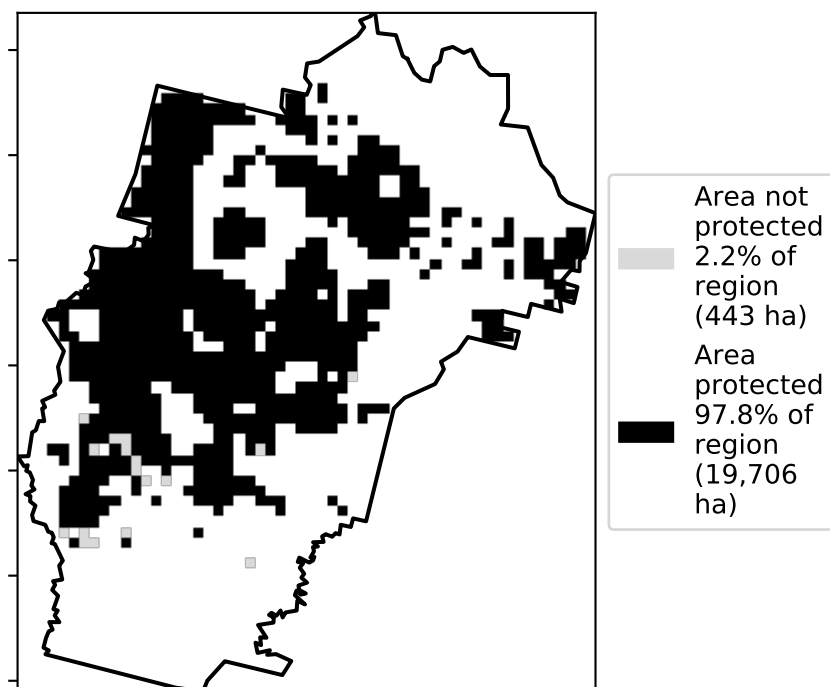 Area not
protected
2.2% of
region
(443 ha)
Area
protected
97.8% of
region
(19,706
ha)